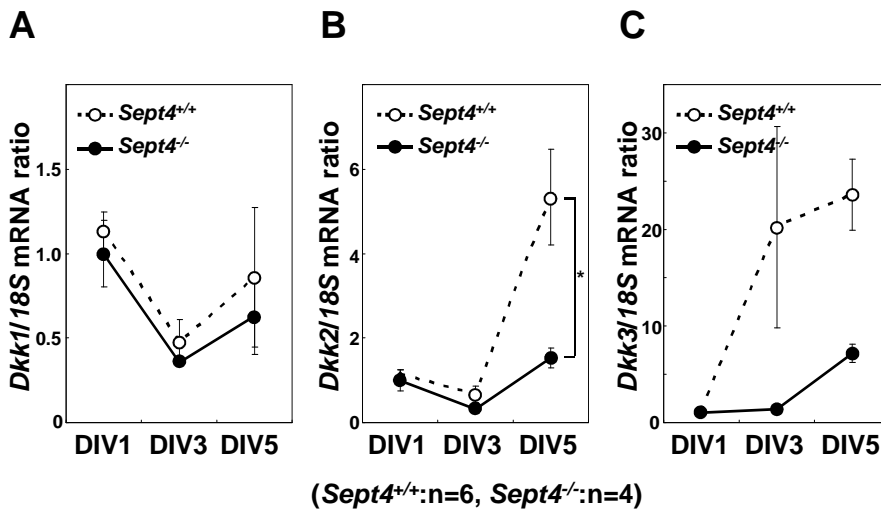 A
B
C
Dkk1/18S mRNA ratio
Sept4+/+
Sept4-/-
1.5
1.0
0.5
0
DIV1 DIV3 DIV5
Dkk2/18S mRNA ratio
Sept4+/+
Sept4-/-
6
4
2
0
*
DIV1 DIV3 DIV5
Dkk3/18S mRNA ratio
Sept4+/+
Sept4-/-
30
20
10
0
DIV1 DIV3 DIV5
(Sept4+/+:n=6, Sept4-/-:n=4)